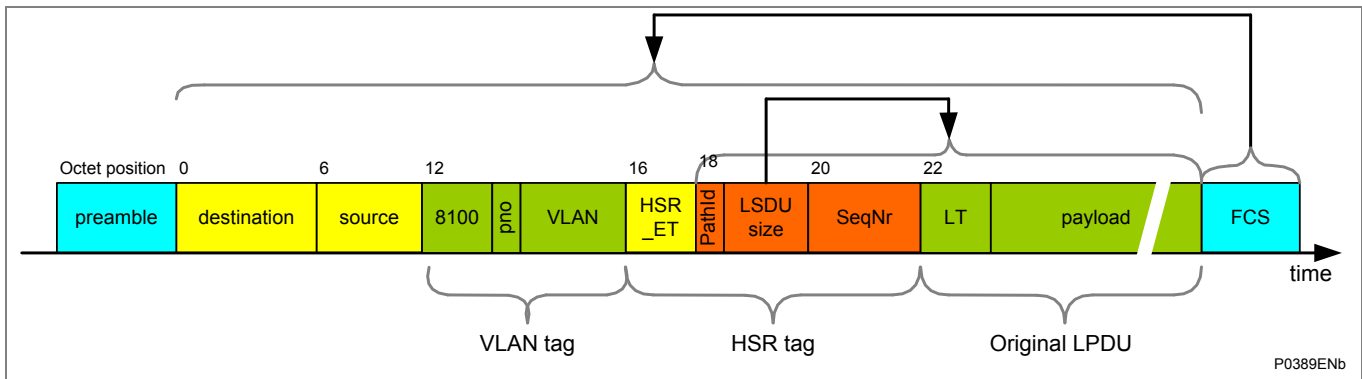 Octet position 0 6 12 16 18 20 22
preamble destination source 8100 pno VLAN HSR _ET PathId LSDU size SeqNr LT payload FCS
time
VLAN tag HSR tag Original LPDU
P0389ENb